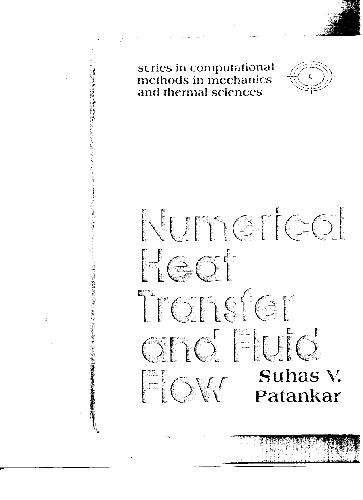 series in computational
methods in mechanics
and thermal sciences
Numerical
Heat
Transfer
and Fluid
Flow
Suhas V.
Patankar